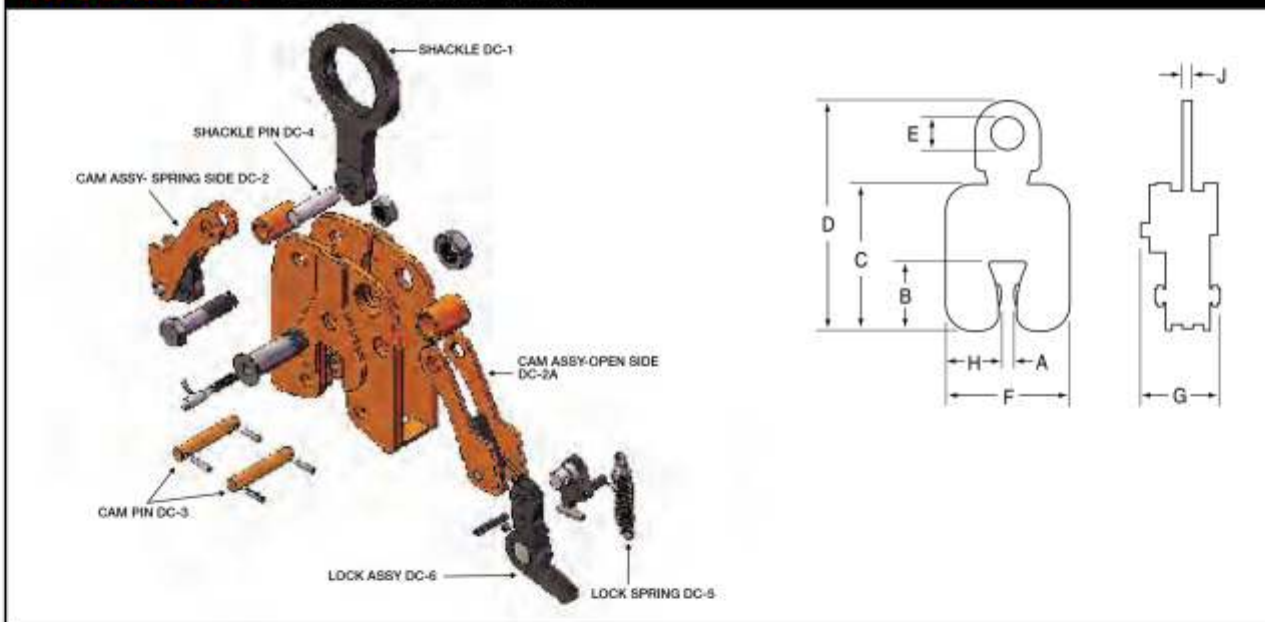 SHACKLE DC-1
SHACKLE PIN DC-4
CAM ASSY- SPRING SIDE DC-2
CAM ASSY-OPEN SIDE
DC-2A
CAM PIN DC-3
LOCK ASSY DC-6
LOCK SPRING DC-5
J
E
D
C
B
H
A
F
G